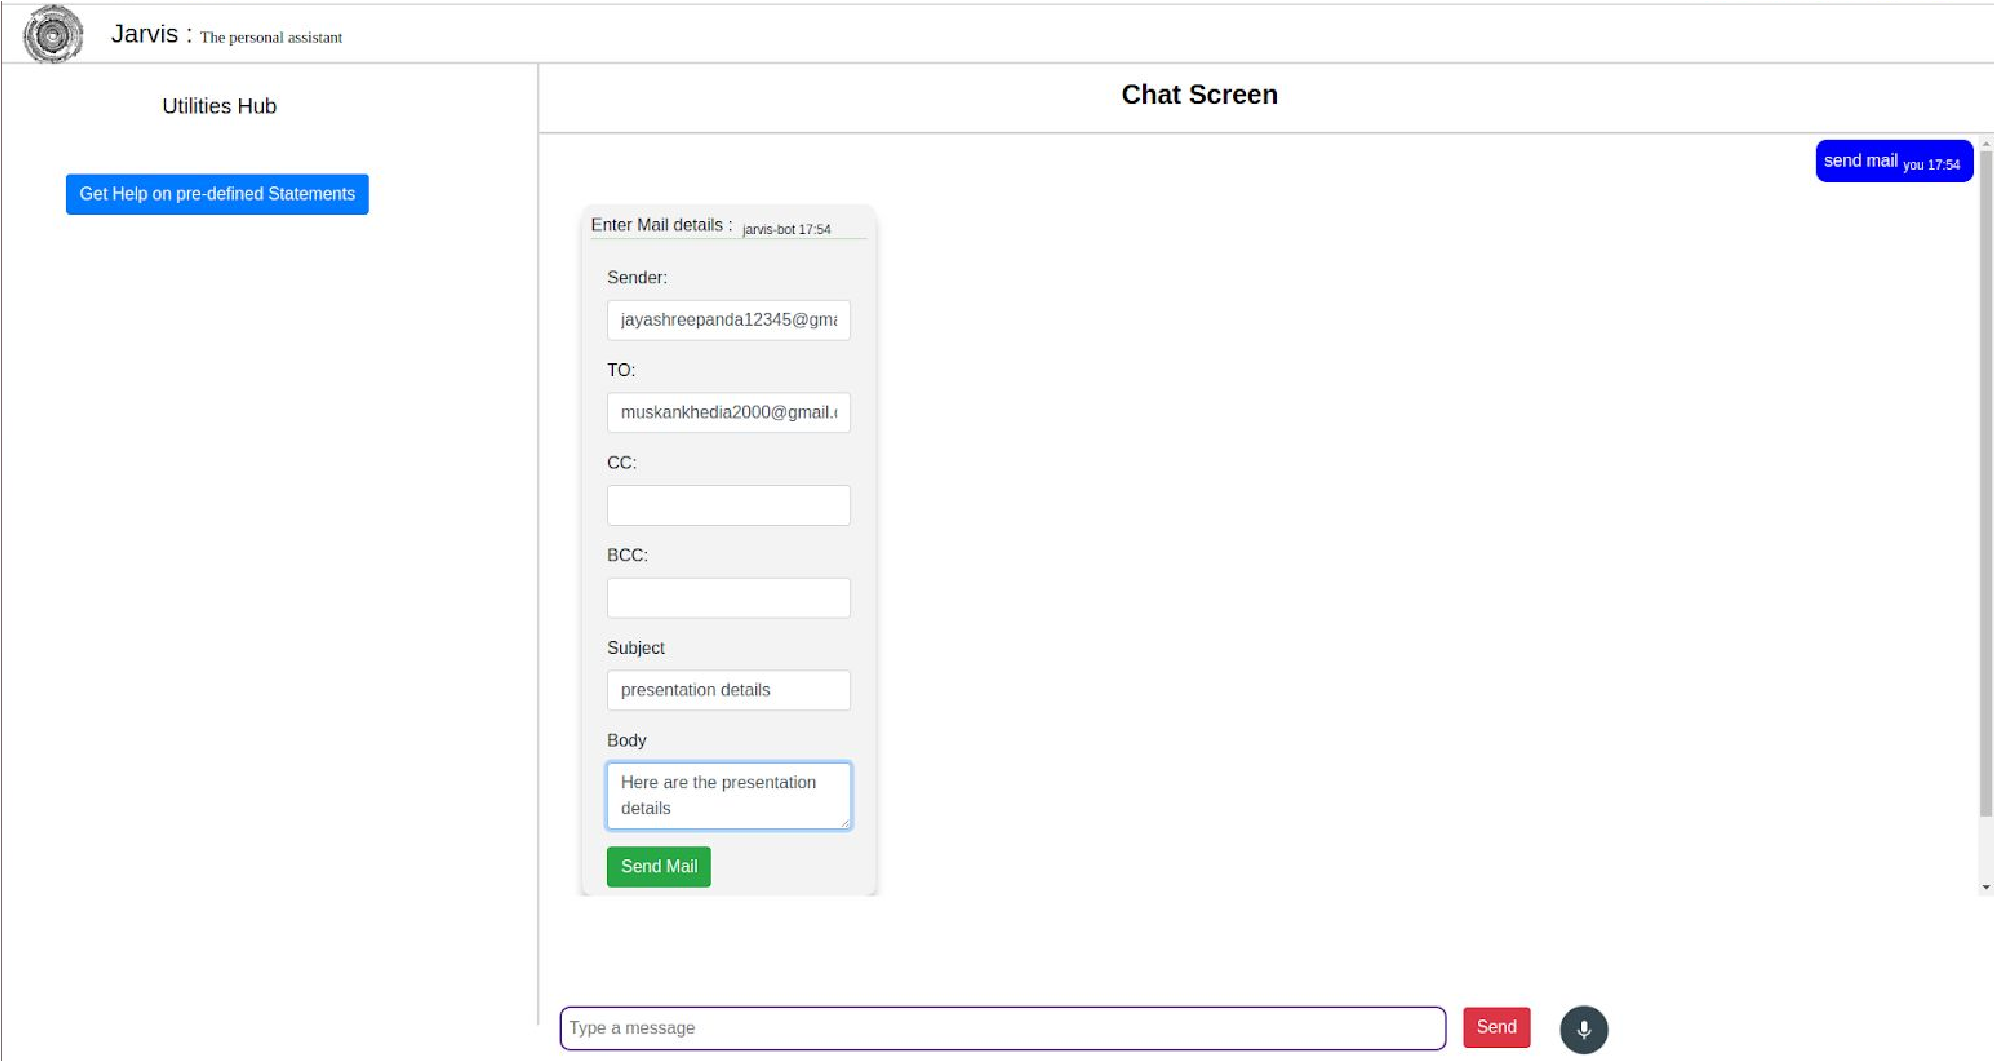 Jarvis : The personal assistant
Utilities Hub
Get Help on pre-defined Statements
Chat Screen
send mail you 17:54
Enter Mail details : jarvis-bot 17:54
Sender:
jayashreepanda12345@gma
TO:
muskankhedia2000@gmail.
CC:
BCC:
Subject
presentation details
Body
Here are the presentation
details
Send Mail
Type a message
Send